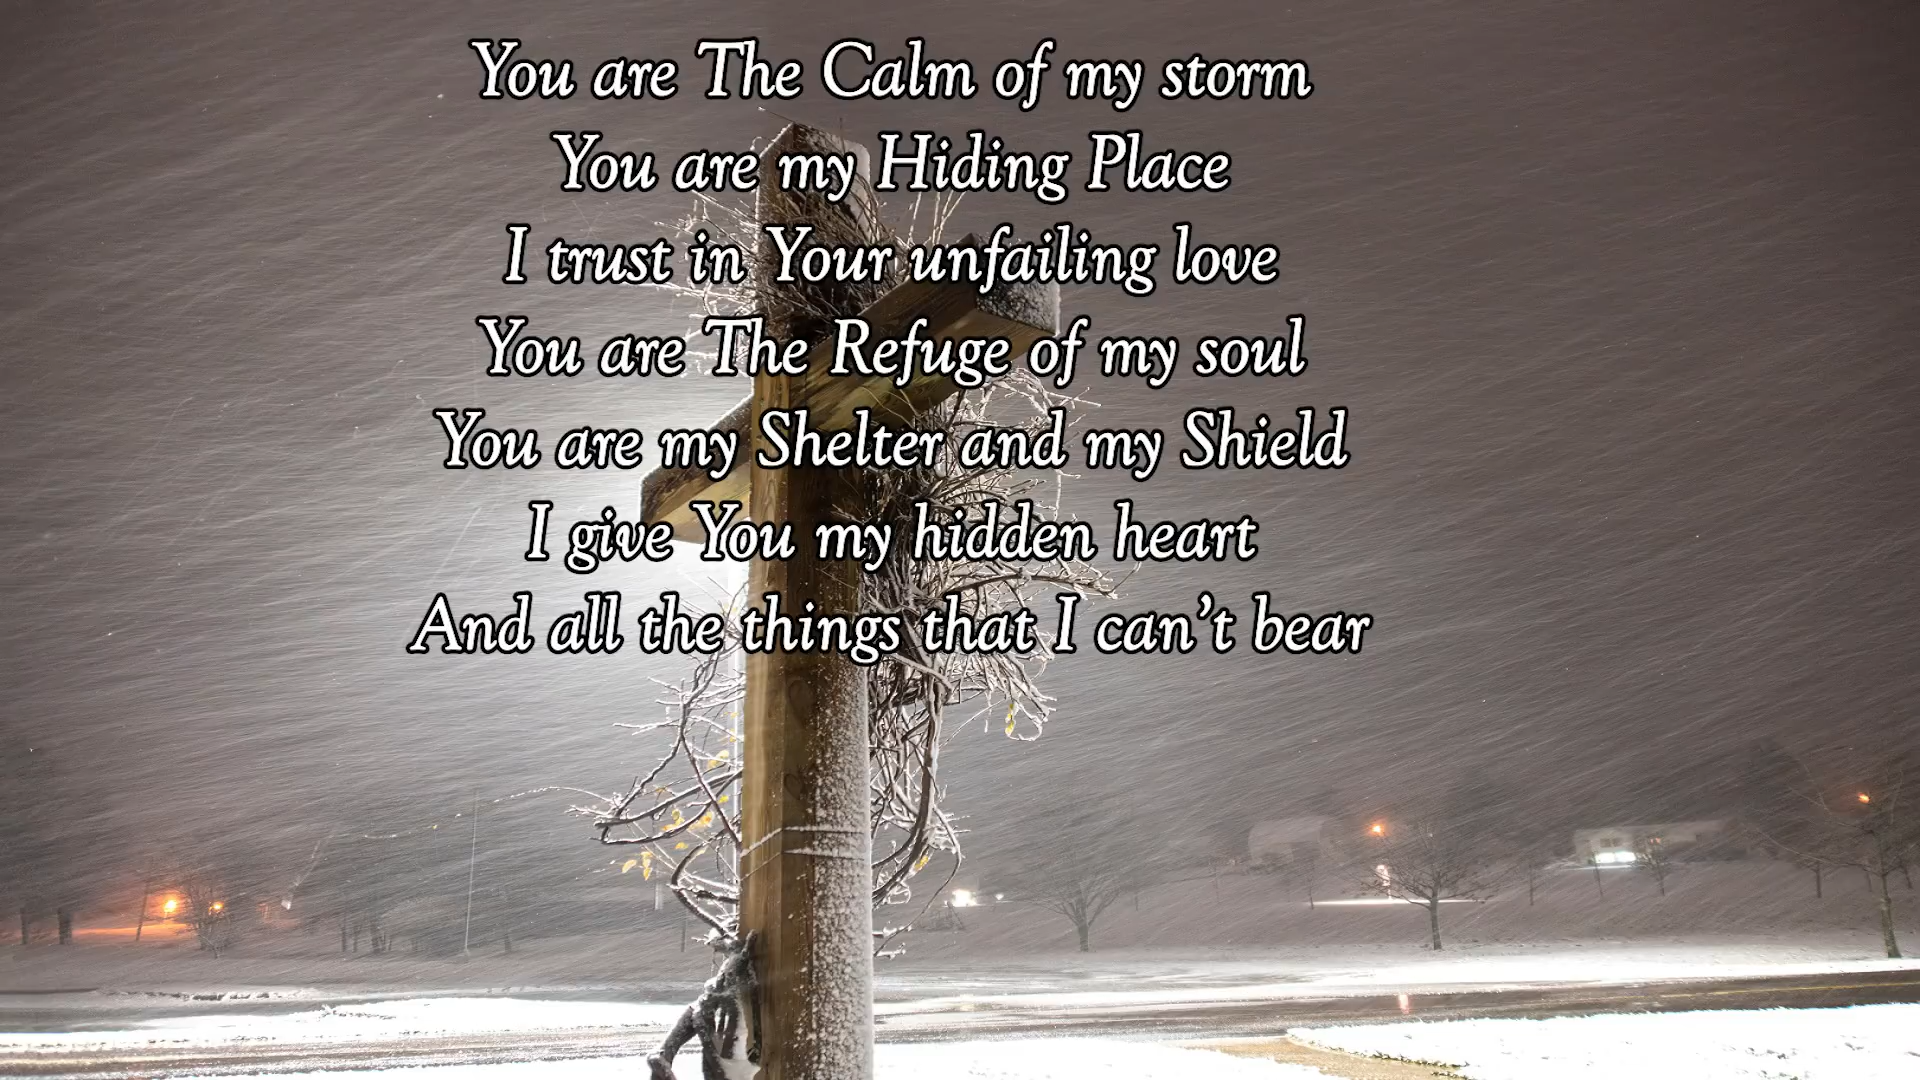 You are The Calm of my storm
You are my Hiding Place
I trust in Your unfailing love
You are The Refuge of my soul
You are my Shelter and my Shield
I give You my hidden heart
And all the things that I can’t bear